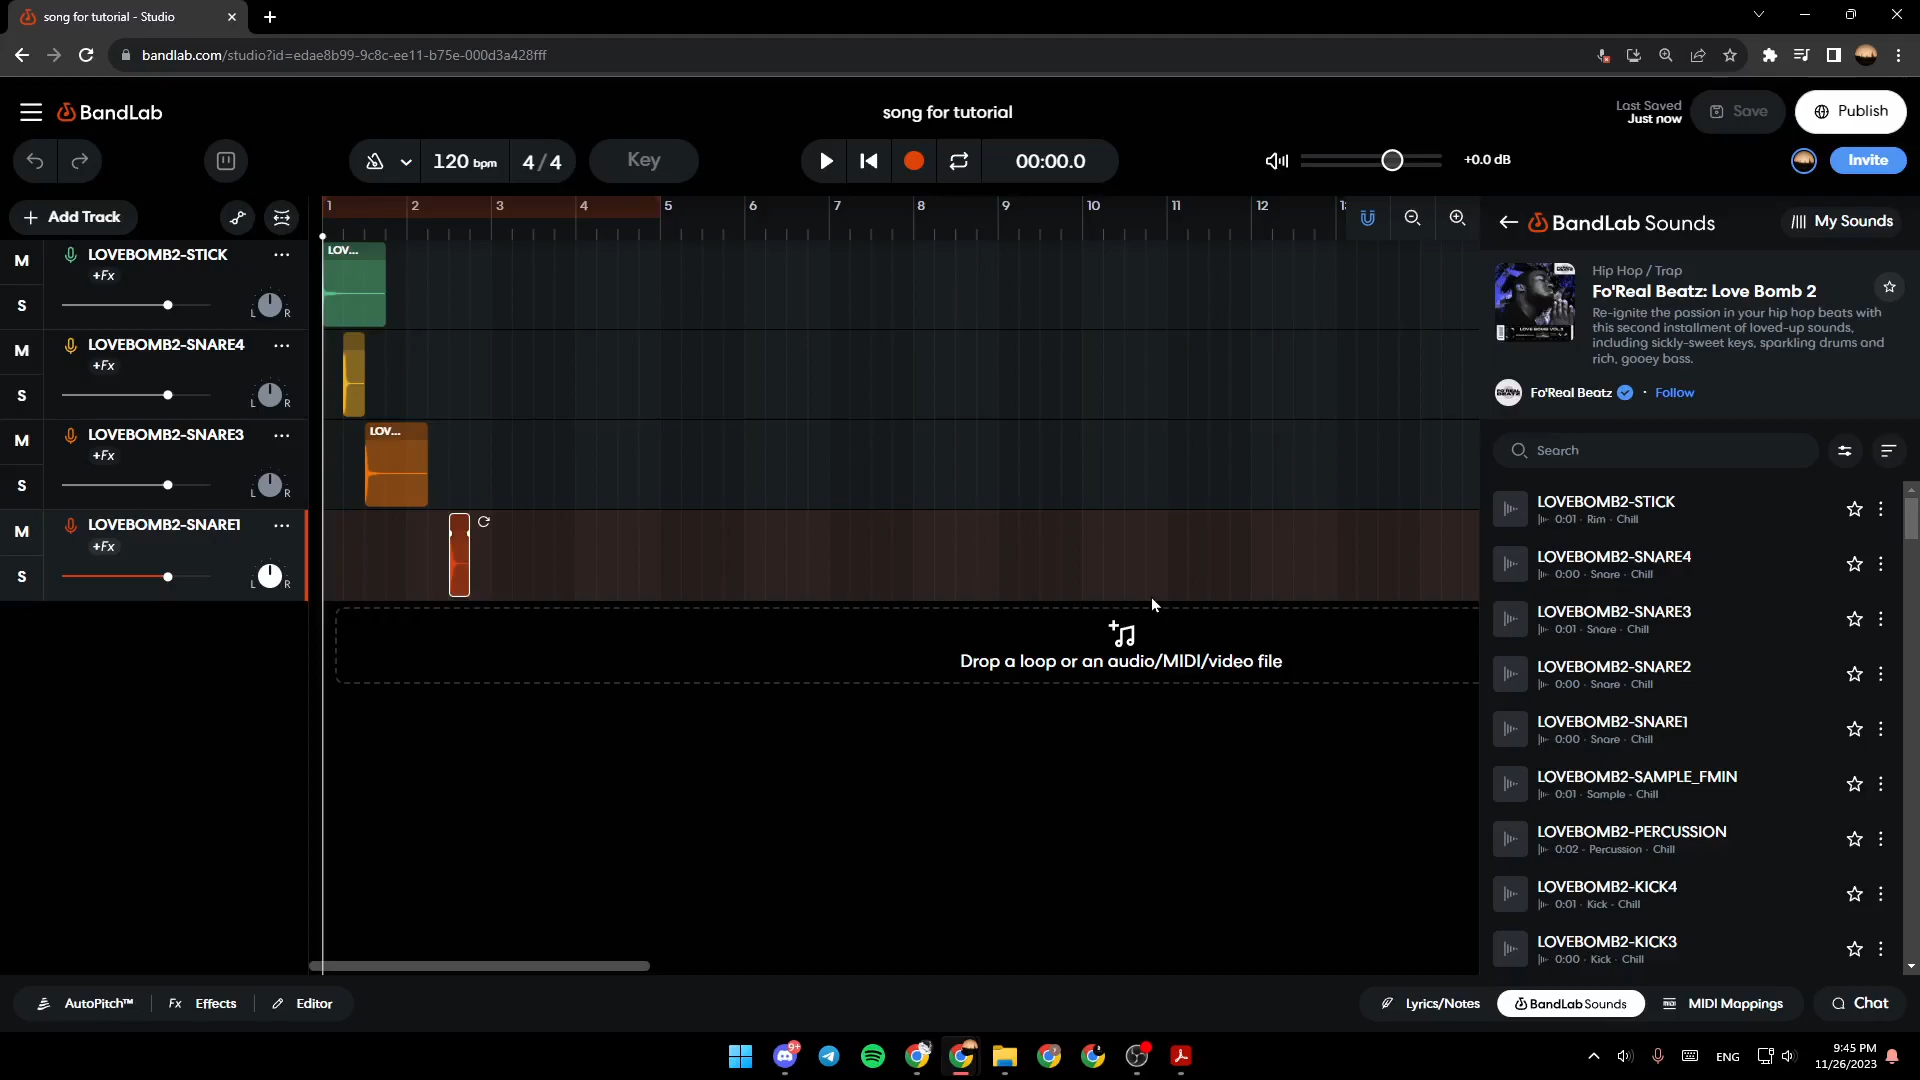 song for tutorial - Studio
bandlab.com/studio?id=edae8b99-9c8c-ee11-b75e-000d3a428fff
BandLab
song for tutorial
Last Saved
Just now
Save
Publish
120 bpm
4 / 4
Key
00:00.0
+0.0 dB
Invite
Add Track
1 2 3 4 5 6 7 8 9 10 11 12
BandLab Sounds
My Sounds
M
LOVEBOMB2-STICK
+Fx
S
L R
LOV...
M
LOVEBOMB2-SNARE4
+Fx
S
L R
M
LOVEBOMB2-SNARE3
+Fx
S
L R
LOV...
M
LOVEBOMB2-SNARE1
+Fx
S
L R
Drop a loop or an audio/MIDI/video file
Hip Hop / Trap
Fo'Real Beatz: Love Bomb 2
Re-ignite the passion in your hip hop beats with
this second installment of loved-up sounds,
including sickly-sweet keys, sparkling drums and
rich, gooey bass.
Fo'Real Beatz · Follow
Search
LOVEBOMB2-STICK
0:01 · Rim · Chill
LOVEBOMB2-SNARE4
0:00 · Snare · Chill
LOVEBOMB2-SNARE3
0:01 · Snare · Chill
LOVEBOMB2-SNARE2
0:00 · Snare · Chill
LOVEBOMB2-SNARE1
0:00 · Snare · Chill
LOVEBOMB2-SAMPLE_FMIN
0:01 · Sample · Chill
LOVEBOMB2-PERCUSSION
0:02 · Percussion · Chill
LOVEBOMB2-KICK4
0:01 · Kick · Chill
LOVEBOMB2-KICK3
0:00 · Kick · Chill
AutoPitch™
Fx Effects
Editor
Lyrics/Notes
BandLab Sounds
MIDI Mappings
Chat
9+
ENG
9:45 PM
11/26/2023